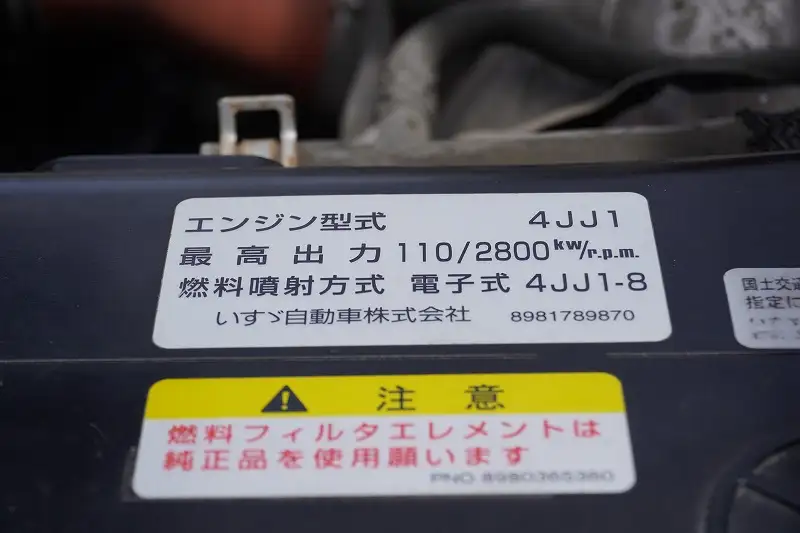 エンジン型式 4JJ1
最高出力 110/2800kw/r.p.m.
燃料噴射方式 電子式 4JJ1-8
いすゞ自動車株式会社 8981789870
国土交通
指定に
注意
燃料フィルタエレメントは
純正品を使用願います
PNO.8980365360